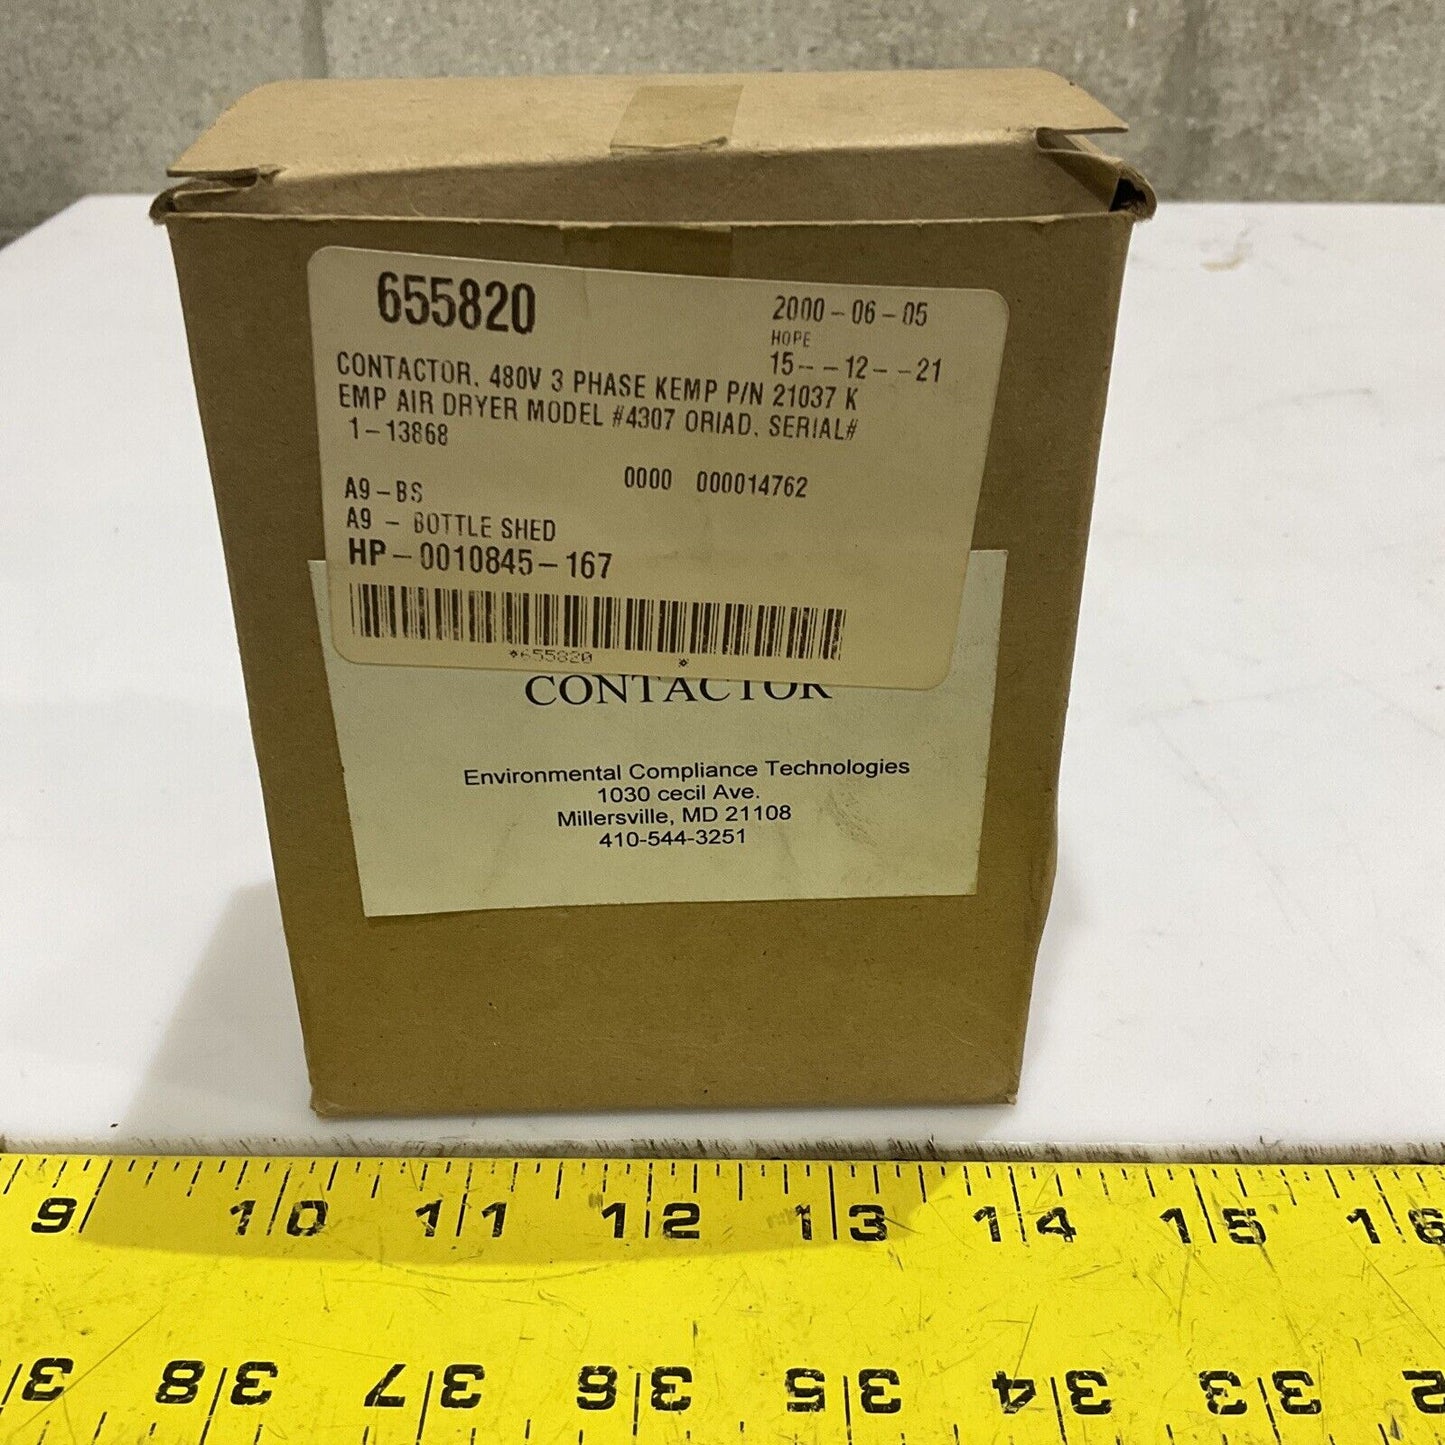 655820
2000-06-05
HOPE
15--12--21
CONTACTOR, 480V 3 PHASE KEMP P/N 21037 K
EMP AIR DRYER MODEL #4307 ORIAD, SERIAL#
1-13868
0000 000014762
A9-BS
A9 - BOTTLE SHED
HP-0010845-167
*655820 *
CONTACTOR
Environmental Compliance Technologies
1030 cecil Ave.
Millersville, MD 21108
410-544-3251
9 10 11 12 13 14 15 16
38 37 36 35 34 33